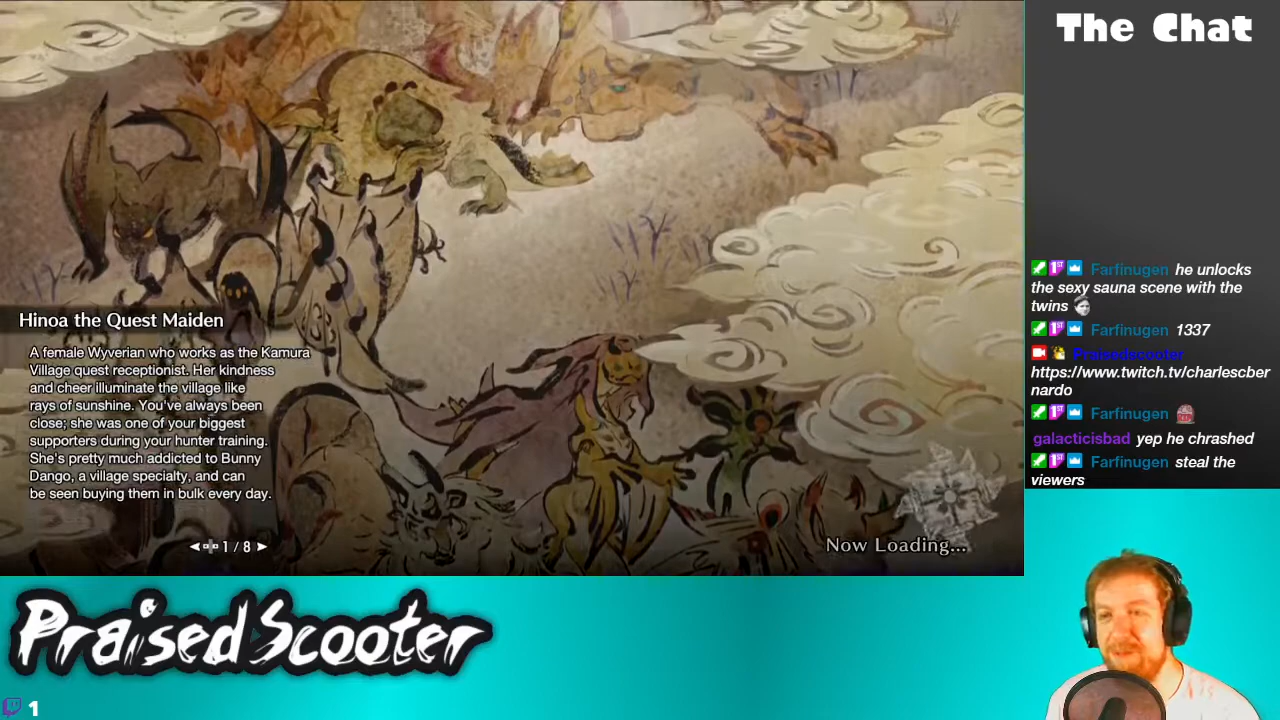 The Chat
Hinoa the Quest Maiden
A female Wyverian who works as the Kamura
Village quest receptionist. Her kindness
and cheer illuminate the village like
rays of sunshine. You've always been
close; she was one of your biggest
supporters during your hunter training.
She's pretty much addicted to Bunny
Dango, a village specialty, and can
be seen buying them in bulk every day.
1 / 8
Now Loading...
Farfinugen he unlocks
the sexy sauna scene with the
twins
Farfinugen 1337
Praisedscooter
https://www.twitch.tv/charlescber
nardo
Farfinugen
galacticisbad yep he chrashed
Farfinugen steal the
viewers
PraisedScooter
1